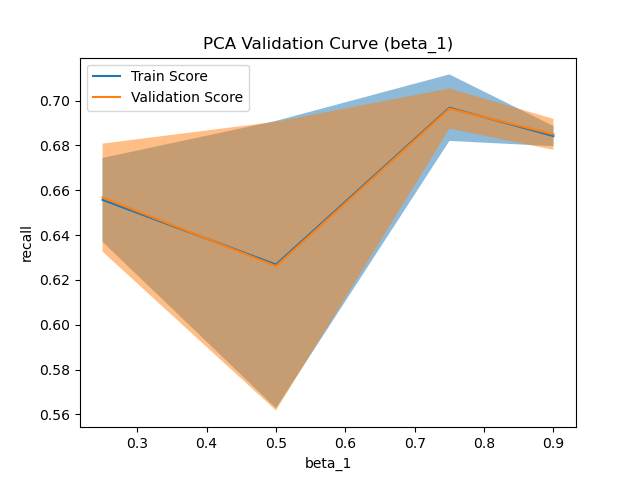 PCA Validation Curve (beta_1)
Train Score
Validation Score
0.70
0.68
0.66
0.64
0.62
0.60
0.58
0.56
recall
0.3 0.4 0.5 0.6 0.7 0.8 0.9
beta_1